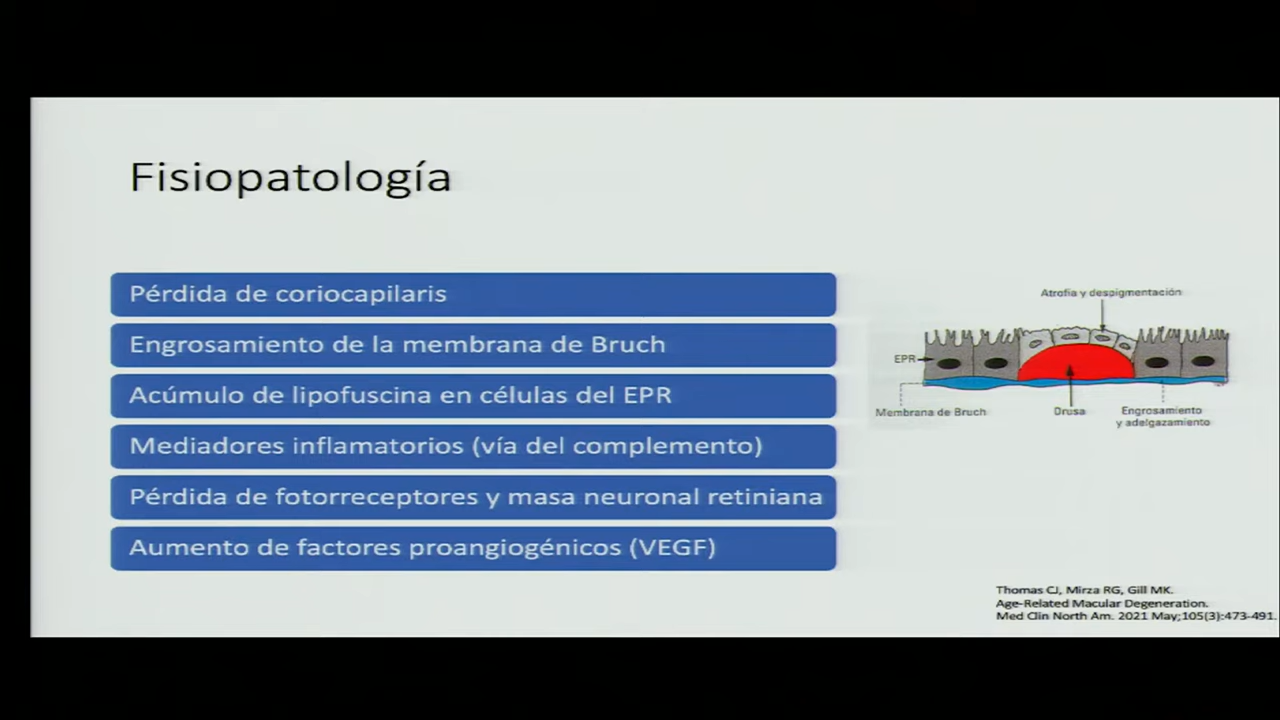 Fisiopatología
Pérdida de coriocapilaris
Engrosamiento de la membrana de Bruch
Acúmulo de lipofuscina en células del EPR
Mediadores inflamatorios (vía del complemento)
Pérdida de fotorreceptores y masa neuronal retiniana
Aumento de factores proangiogénicos (VEGF)
Atrofia y despigmentación
EPR
Membrana de Bruch
Drusa
Engrosamiento
y adelgazamiento
Thomas CJ, Mirza RG, Gill MK.
Age-Related Macular Degeneration.
Med Clin North Am. 2021 May;105(3):473-491.